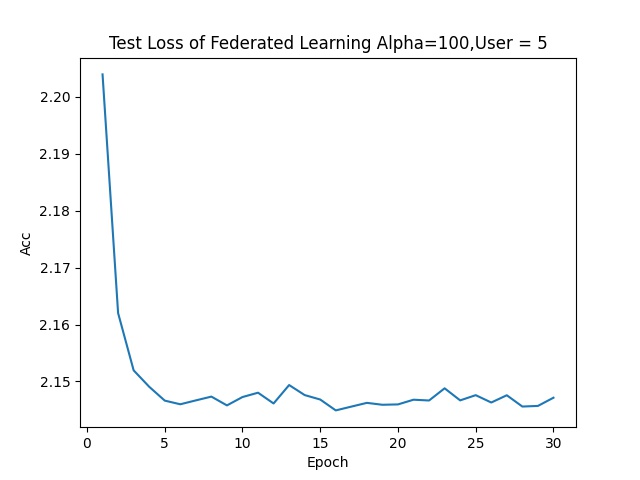 Test Loss of Federated Learning Alpha=100,User = 5
2.20
2.19
2.18
2.17
2.16
2.15
Acc
0 5 10 15 20 25 30
Epoch